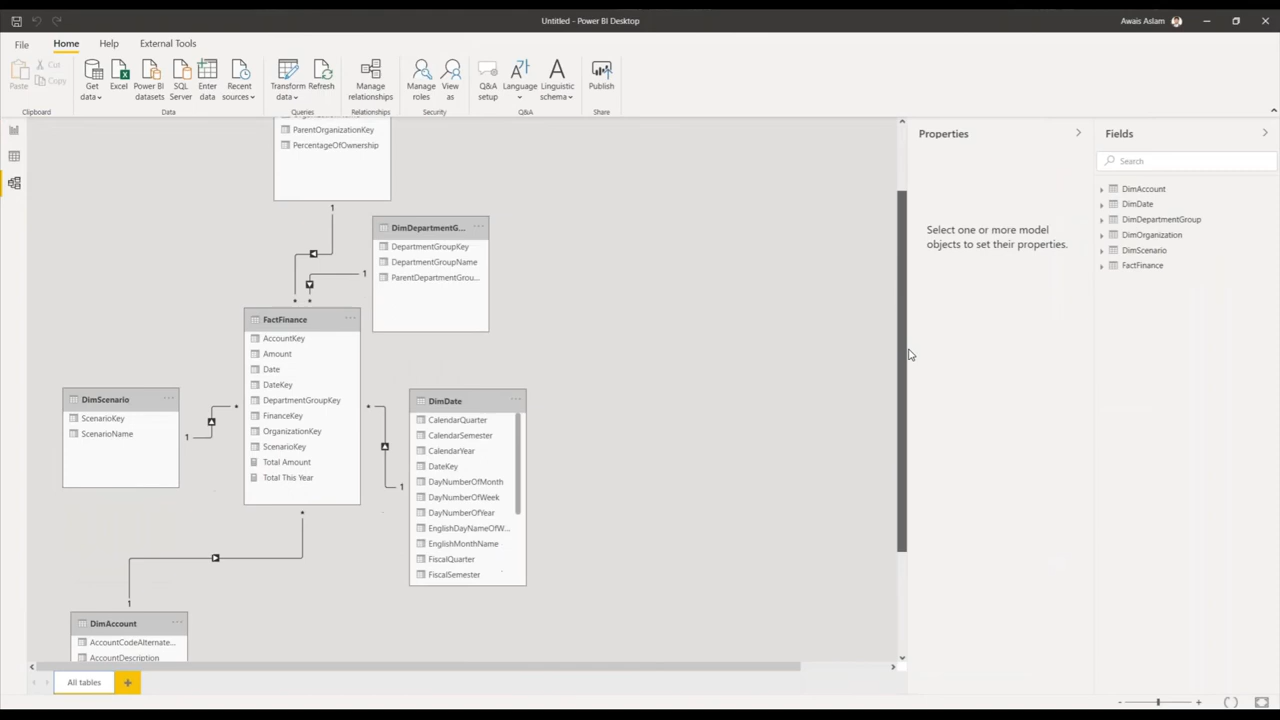 Untitled - Power BI Desktop
Awais Aslam
File
Home
Help
External Tools
Paste
Cut
Copy
Get data
Excel
Power BI datasets
SQL Server
Enter data
Recent sources
Transform data
Refresh
Manage relationships
Manage roles
View as
Q&A setup
Language
Linguistic schema
Publish
Clipboard
Data
Queries
Relationships
Security
Q&A
Share
ParentOrganizationKey
PercentageOfOwnership
1
DimDepartmentG...
DepartmentGroupKey
DepartmentGroupName
ParentDepartmentGrou...
1
*
*
FactFinance
AccountKey
Amount
Date
DateKey
DepartmentGroupKey
FinanceKey
OrganizationKey
ScenarioKey
Total Amount
Total This Year
DimScenario
ScenarioKey
ScenarioName
1
*
*
1
*
DimDate
CalendarQuarter
CalendarSemester
CalendarYear
DateKey
DayNumberOfMonth
DayNumberOfWeek
DayNumberOfYear
EnglishDayNameOfW...
EnglishMonthName
FiscalQuarter
FiscalSemester
1
DimAccount
AccountCodeAlternate...
AccountDescription
Properties
Select one or more model
objects to set their properties.
Fields
Search
DimAccount
DimDate
DimDepartmentGroup
DimOrganization
DimScenario
FactFinance
All tables